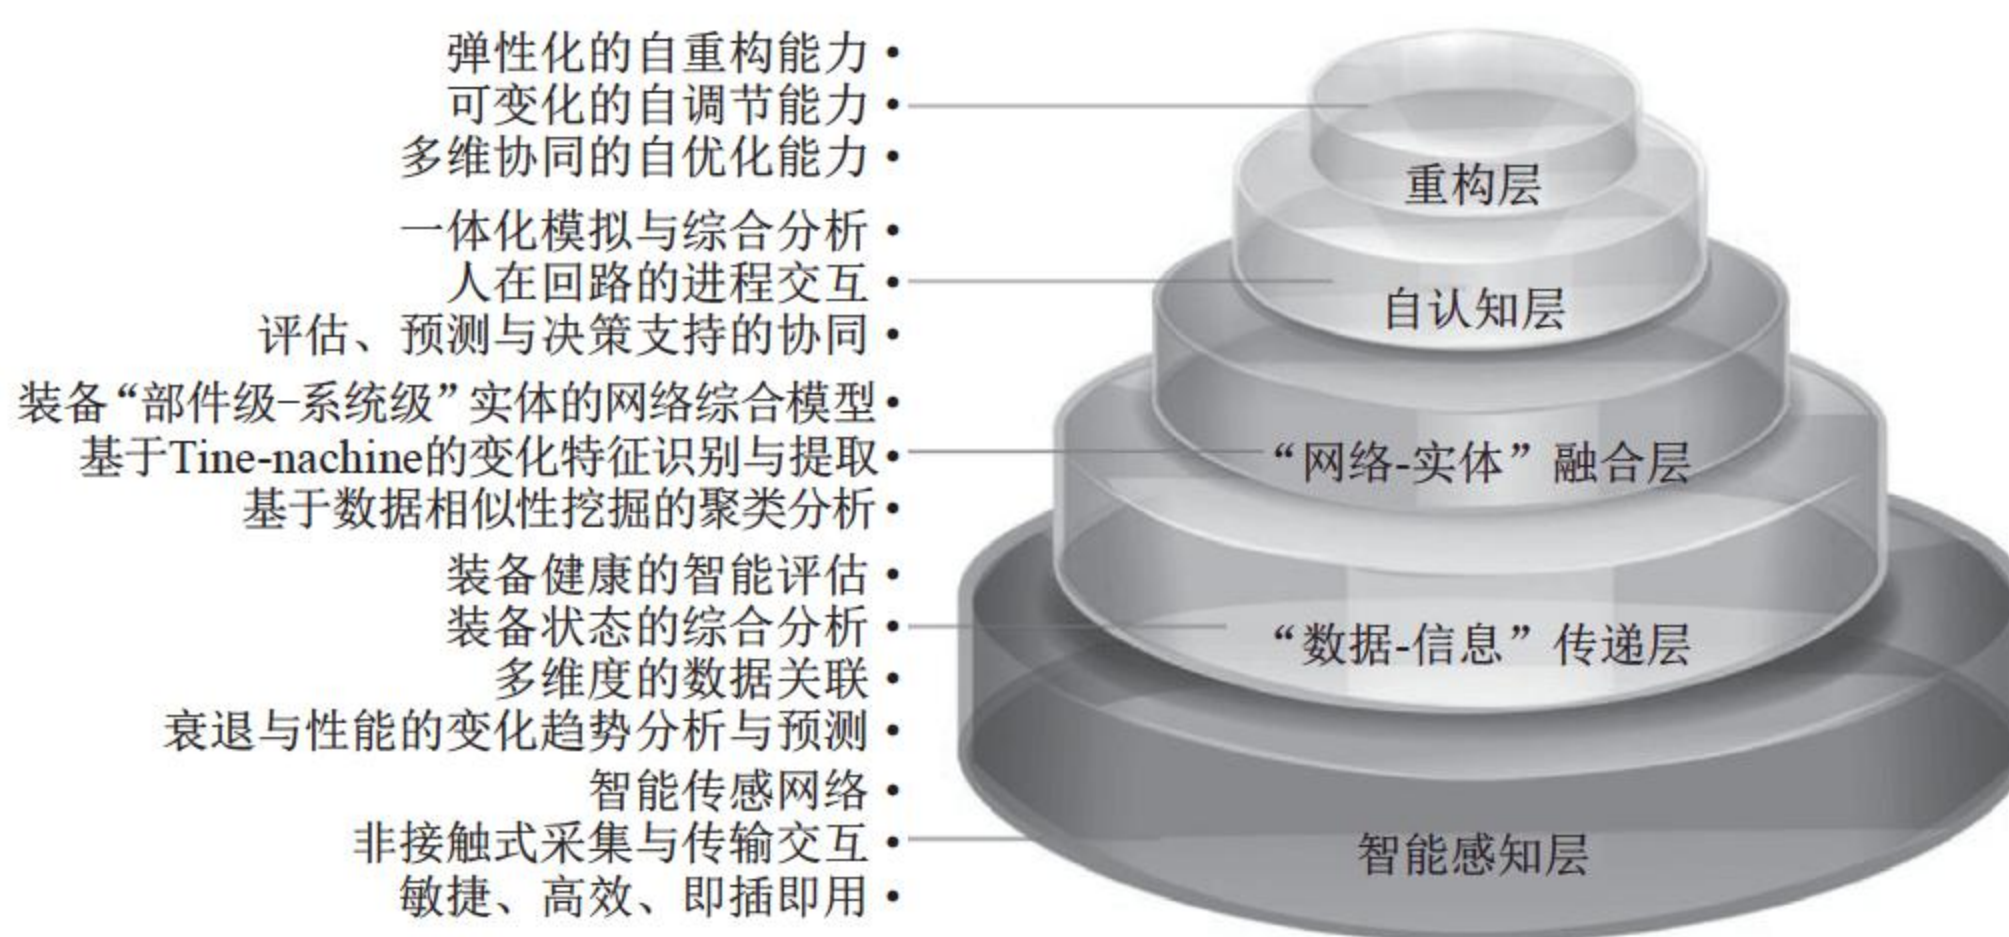 弹性化的自重构能力•
可变化的自调节能力•
多维协同的自优化能力•
重构层
一体化模拟与综合分析•
人在回路的进程交互•
评估、预测与决策支持的协同•
自认知层
装备“部件级-系统级”实体的网络综合模型•
基于Tine-nachine的变化特征识别与提取•
基于数据相似性挖掘的聚类分析•
“网络-实体”融合层
装备健康的智能评估•
装备状态的综合分析•
多维度的数据关联•
衰退与性能的变化趋势分析与预测•
“数据-信息”传递层
智能传感网络•
非接触式采集与传输交互•
敏捷、高效、即插即用•
智能感知层